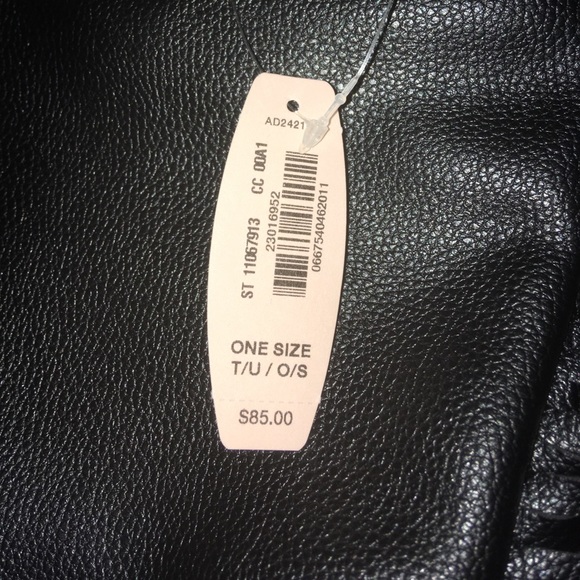 AD2421
ST 11067913 CC 00A1
23016952
0667540462011
ONE SIZE
T/U / O/S
$85.00